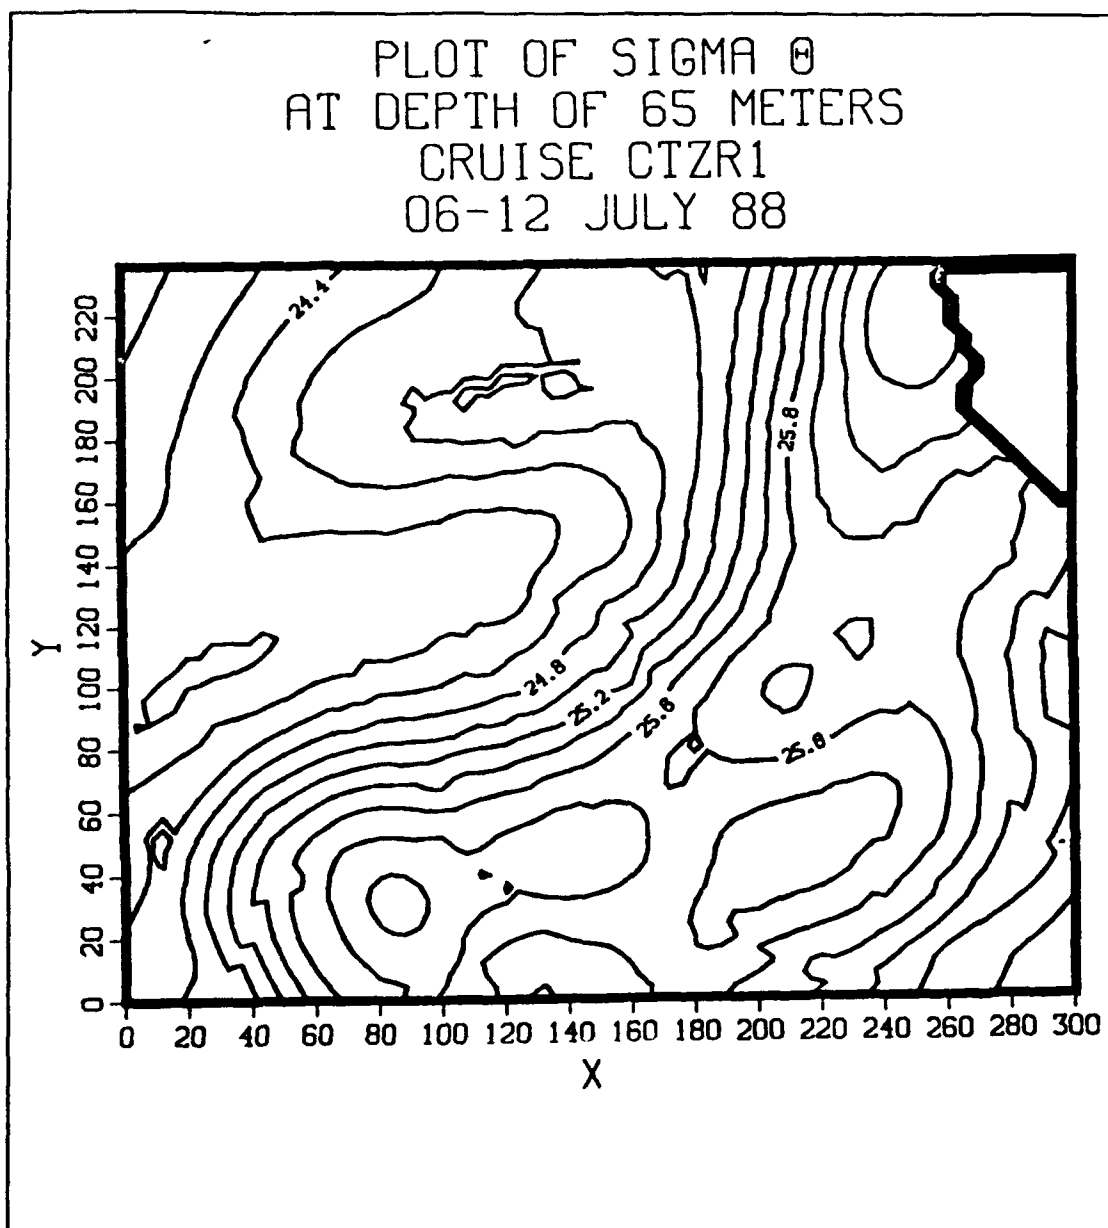 PLOT OF SIGMA θ
AT DEPTH OF 65 METERS
CRUISE CTZR1
06-12 JULY 88
24.4
25.8
24.8
25.2
25.6
25.8
Y
220
200
180
160
140
120
100
80
60
40
20
0
0 20 40 60 80 100 120 140 160 180 200 220 240 260 280 300
X